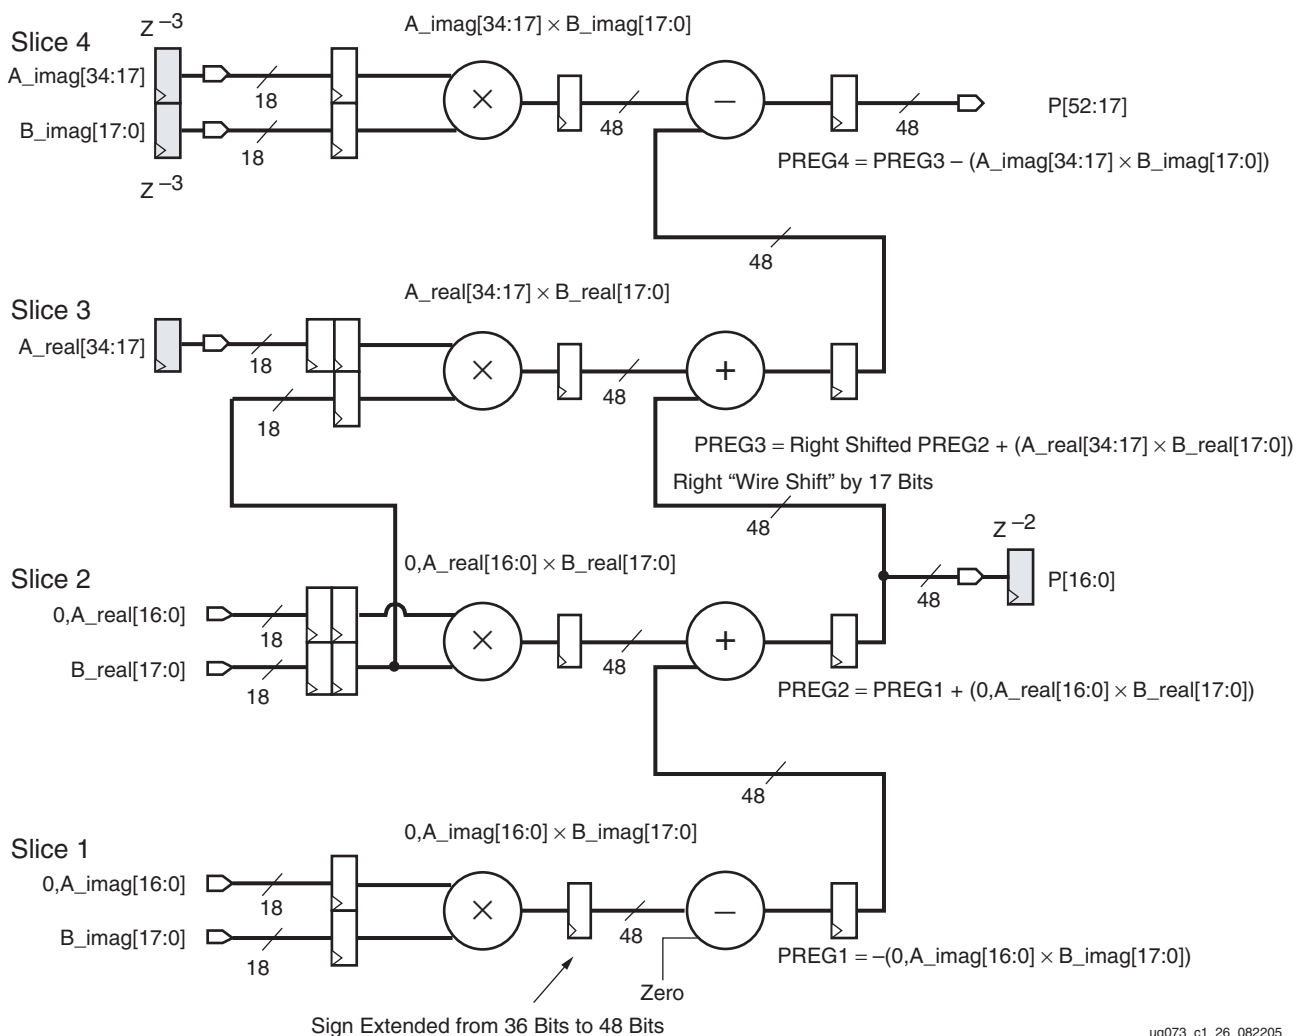 Slice 4
Z–3
A_imag[34:17] × B_imag[17:0]
A_imag[34:17]
18
B_imag[17:0]
18
Z–3
×
48
–
48
P[52:17]
PREG4 = PREG3 – (A_imag[34:17] × B_imag[17:0])
48
Slice 3
A_real[34:17] × B_real[17:0]
A_real[34:17]
18
18
×
48
+
PREG3 = Right Shifted PREG2 + (A_real[34:17] × B_real[17:0])
Right “Wire Shift” by 17 Bits
48
Z–2
Slice 2
0,A_real[16:0] × B_real[17:0]
48
P[16:0]
0,A_real[16:0]
18
B_real[17:0]
18
×
48
+
PREG2 = PREG1 + (0,A_real[16:0] × B_real[17:0])
48
Slice 1
0,A_imag[16:0] × B_imag[17:0]
0,A_imag[16:0]
18
B_imag[17:0]
18
×
48
–
PREG1 = –(0,A_imag[16:0] × B_imag[17:0])
Zero
Sign Extended from 36 Bits to 48 Bits
ug073_c1_26_082205